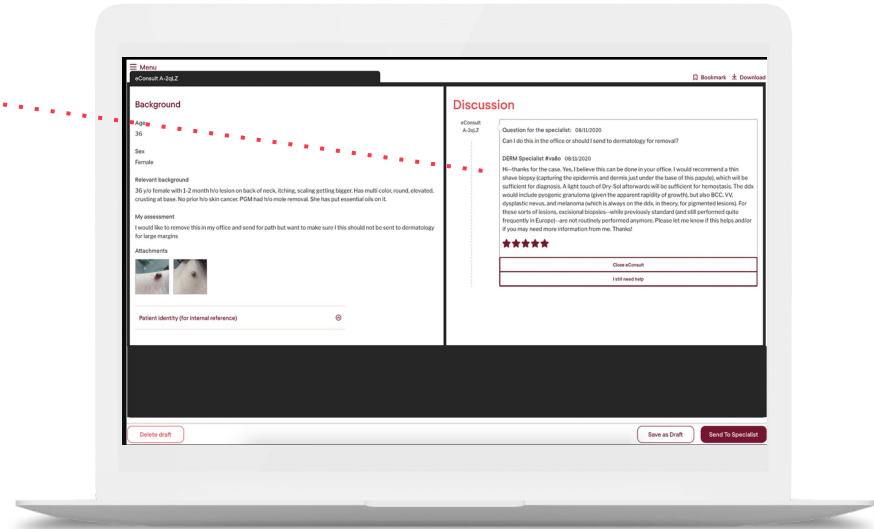 Menu
eConsult A-2qLZ
Bookmark Download
Background
Age
36
Sex
Female
Relevant background
36 y/o female with 1-2 month h/o lesion on back of neck, itching, scaling getting bigger. Has multi color, round, elevated.
crusting at base. No prior h/o skin cancer. PGM had h/o mole removal. She has put essential oils on it.
My assessment
I would like to remove this in my office and send for path but want to make sure I this should not be sent to dermatology
for large margins
Attachments
Patient identity (for internal reference)
Discussion
eConsult
A-2qLZ
Question for the specialist: 08/11/2020
Can I do this in the office or should I send to dermatology for removal?
DERM Specialist #vallo 08/11/2020
Hi--thanks for the case. Yes, I believe this can be done in your office. I would recommend a thin
shave biopsy (capturing the epidermis and dermis just under the base of this papule), which will be
sufficient for diagnosis. A light touch of Dry-Sol afterwards will be sufficient for hemostasis. The ddx
would include pyogenic granuloma (given the apparent rapidity of growth), but also BCC, VV,
dysplastic nevus, and melanoma (which is always on the ddx, in theory, for pigmented lesions). For
these sorts of lesions, excisional biopsies--while previously standard (and still performed quite
frequently in Europe)--are not routinely performed anymore. Please let me know if this helps and/or
if you may need more information from me. Thanks!
Close eConsult
I still need help
Delete draft
Save as Draft
Send To Specialist